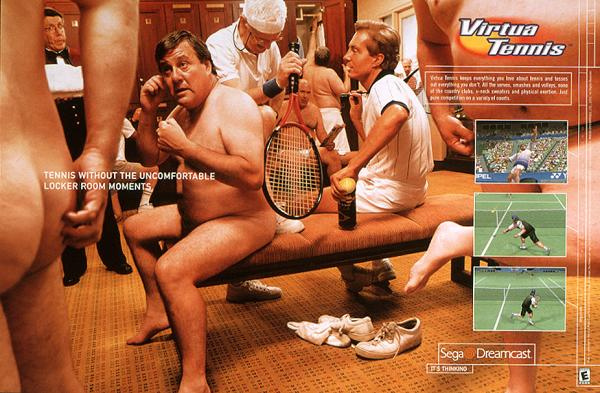 Virtua
Tennis
Virtua Tennis keeps everything you love about tennis and tosses
out everything you don't. All the serves, smashes and volleys, none
of the country clubs, v-neck sweaters and physical exertion. Just
pure competition on a variety of courts.
TENNIS WITHOUT THE UNCOMFORTABLE
LOCKER ROOM MOMENTS.
Sega Dreamcast.
IT'S THINKING
E